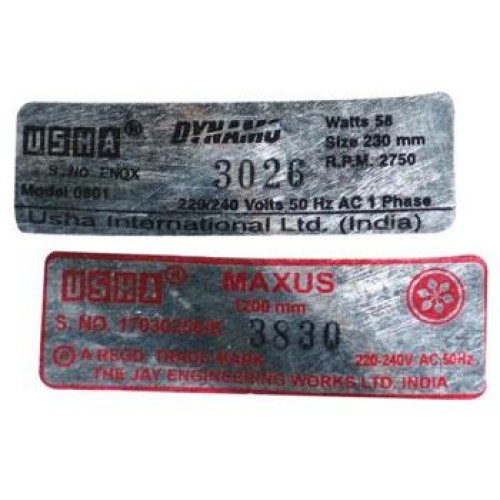 USHA® DYNAMO Watts 58
Size 230 mm
S. NO. ENQX 3026 R.P.M. 2750
Model 0801 220/240 Volts 50 Hz AC 1 Phase
Usha International Ltd. (India)
USHA® MAXUS
1200 mm
S. NO. 3830
® A REGD. TRADE MARK 220-240V AC 50Hz
THE JAY ENGINEERING WORKS LTD. INDIA